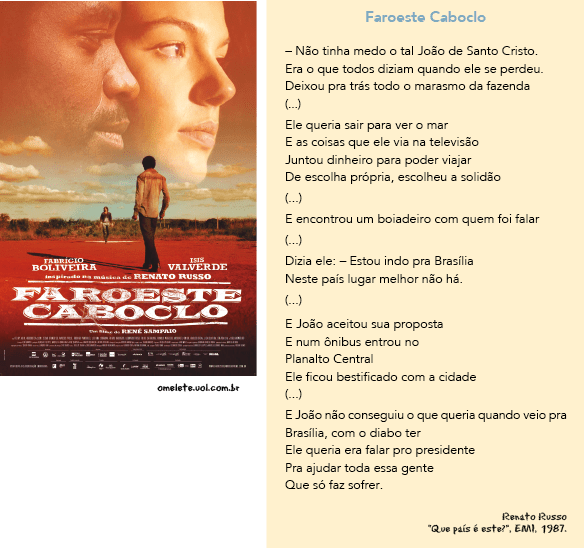 FABRÍCIO
BOLIVEIRA
ISIS
VALVERDE
inspirado na música de RENATO RUSSO
FAROESTE
CABOCLO
Um filme de RENÉ SAMPAIO
omelete.uol.com.br
Faroeste Caboclo
– Não tinha medo o tal João de Santo Cristo.
Era o que todos diziam quando ele se perdeu.
Deixou pra trás todo o marasmo da fazenda
(...)
Ele queria sair para ver o mar
E as coisas que ele via na televisão
Juntou dinheiro para poder viajar
De escolha própria, escolheu a solidão
(...)
E encontrou um boiadeiro com quem foi falar
(...)
Dizia ele: – Estou indo pra Brasília
Neste país lugar melhor não há.
(...)
E João aceitou sua proposta
E num ônibus entrou no
Planalto Central
Ele ficou bestificado com a cidade
(...)
E João não conseguiu o que queria quando veio pra
Brasília, com o diabo ter
Ele queria era falar pro presidente
Pra ajudar toda essa gente
Que só faz sofrer.
Renato Russo
"Que país é este?", EMI, 1987.